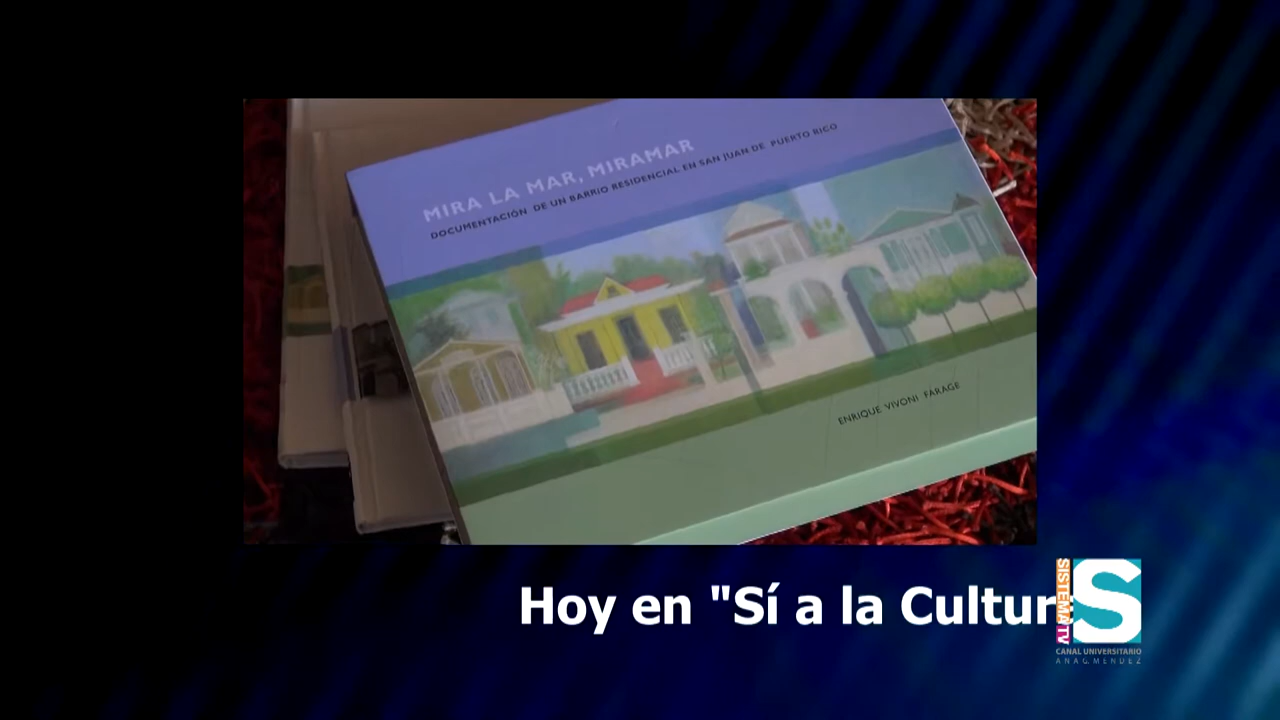 MIRA LA MAR, MIRAMAR
DOCUMENTACIÓN DE UN BARRIO RESIDENCIAL EN SAN JUAN DE PUERTO RICO
ENRIQUE VIVONI FARAGE
Hoy en "Sí a la Cultur
SISTEMA TV
S
CANAL UNIVERSITARIO
ANA G. MÉNDEZ